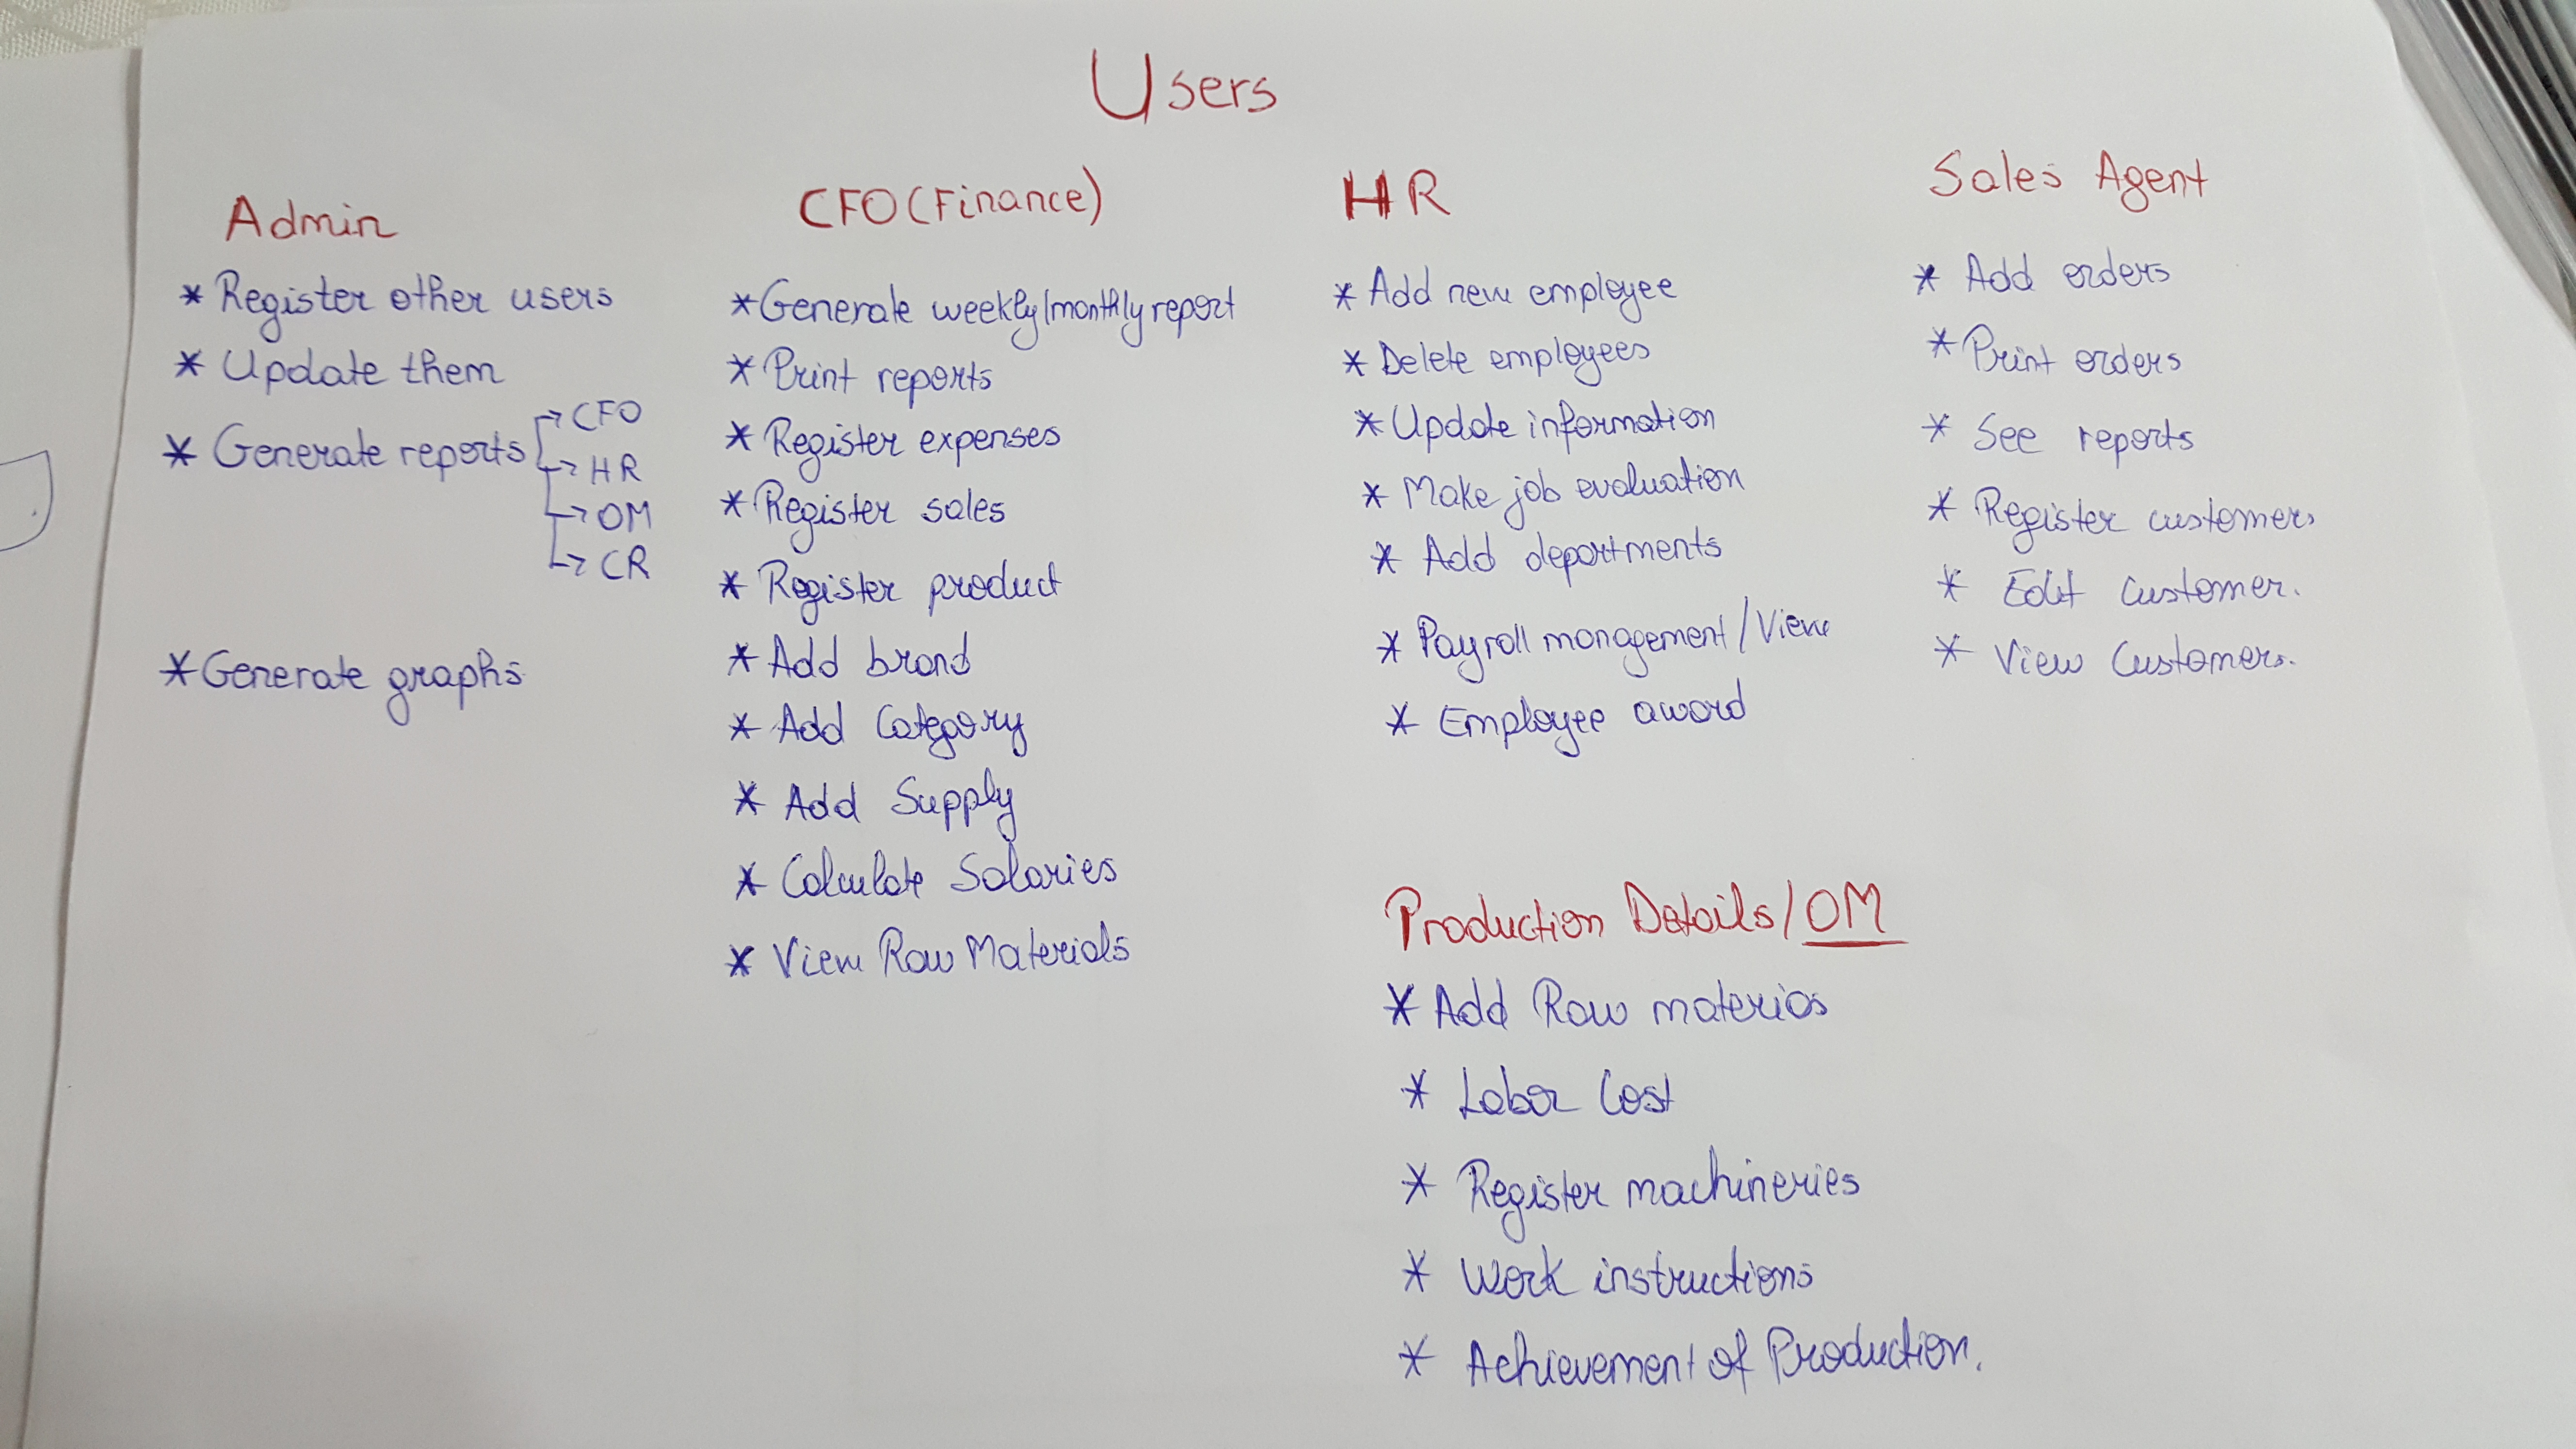 Users
Admin
* Register other users
* Update them
* Generate reports
→ CFO
→ HR
→ OM
→ CR
* Generate graphs
CFO (Finance)
* Generate weekly/monthly report
* Print reports
* Register expenses
* Register sales
* Register product
* Add brand
* Add Category
* Add Supply
* Calculate Salaries
* View Raw Materials
HR
* Add new employee
* Delete employees
* Update information
* Make job evaluation
* Add departments
* Payroll management / View
* Employee award
Sales Agent
* Add orders
* Print orders
* See reports
* Register customers
* Edit Customer.
* View Customers.
Production Details / OM
* Add Raw materias
* Labor Cost
* Register machineries
* Work instructions
* Achievement of Production.